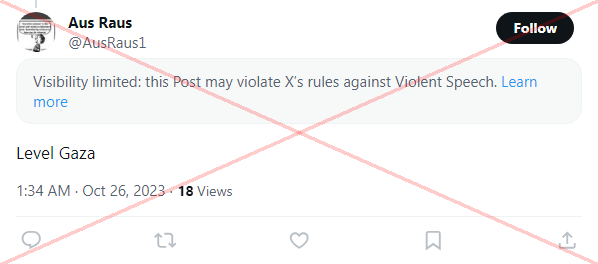 Aus Raus
@AusRaus1
Follow
Visibility limited: this Post may violate X's rules against Violent Speech. Learn
more
Level Gaza
1:34 AM · Oct 26, 2023 · 18 Views